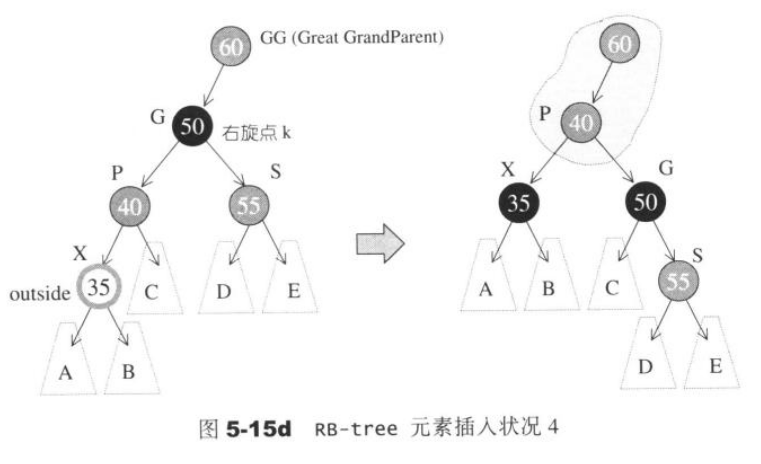 60 GG (Great GrandParent)
G 50 右旋点 k
P S
40 55
X
outside 35 C D E
A B
60
P 40
X G
35 50
A B C S
55
D E
图 5-15d RB-tree 元素插入状况 4